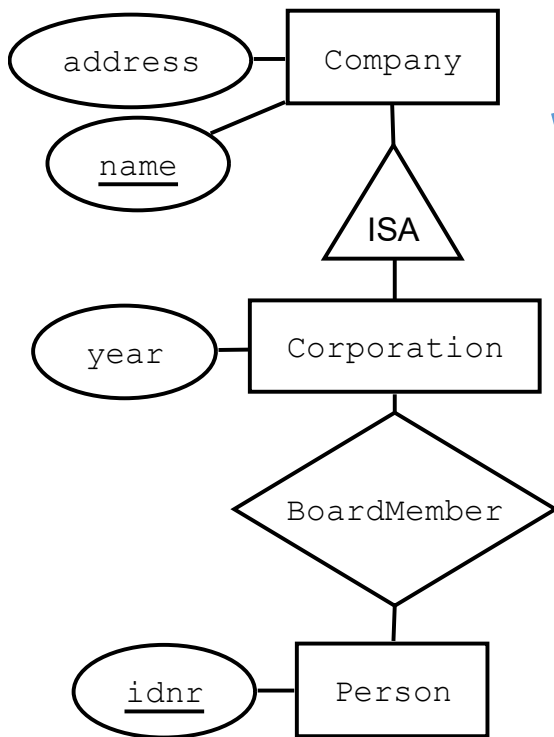 address
Company
name
ISA
year
Corporation
BoardMember
idnr
Person